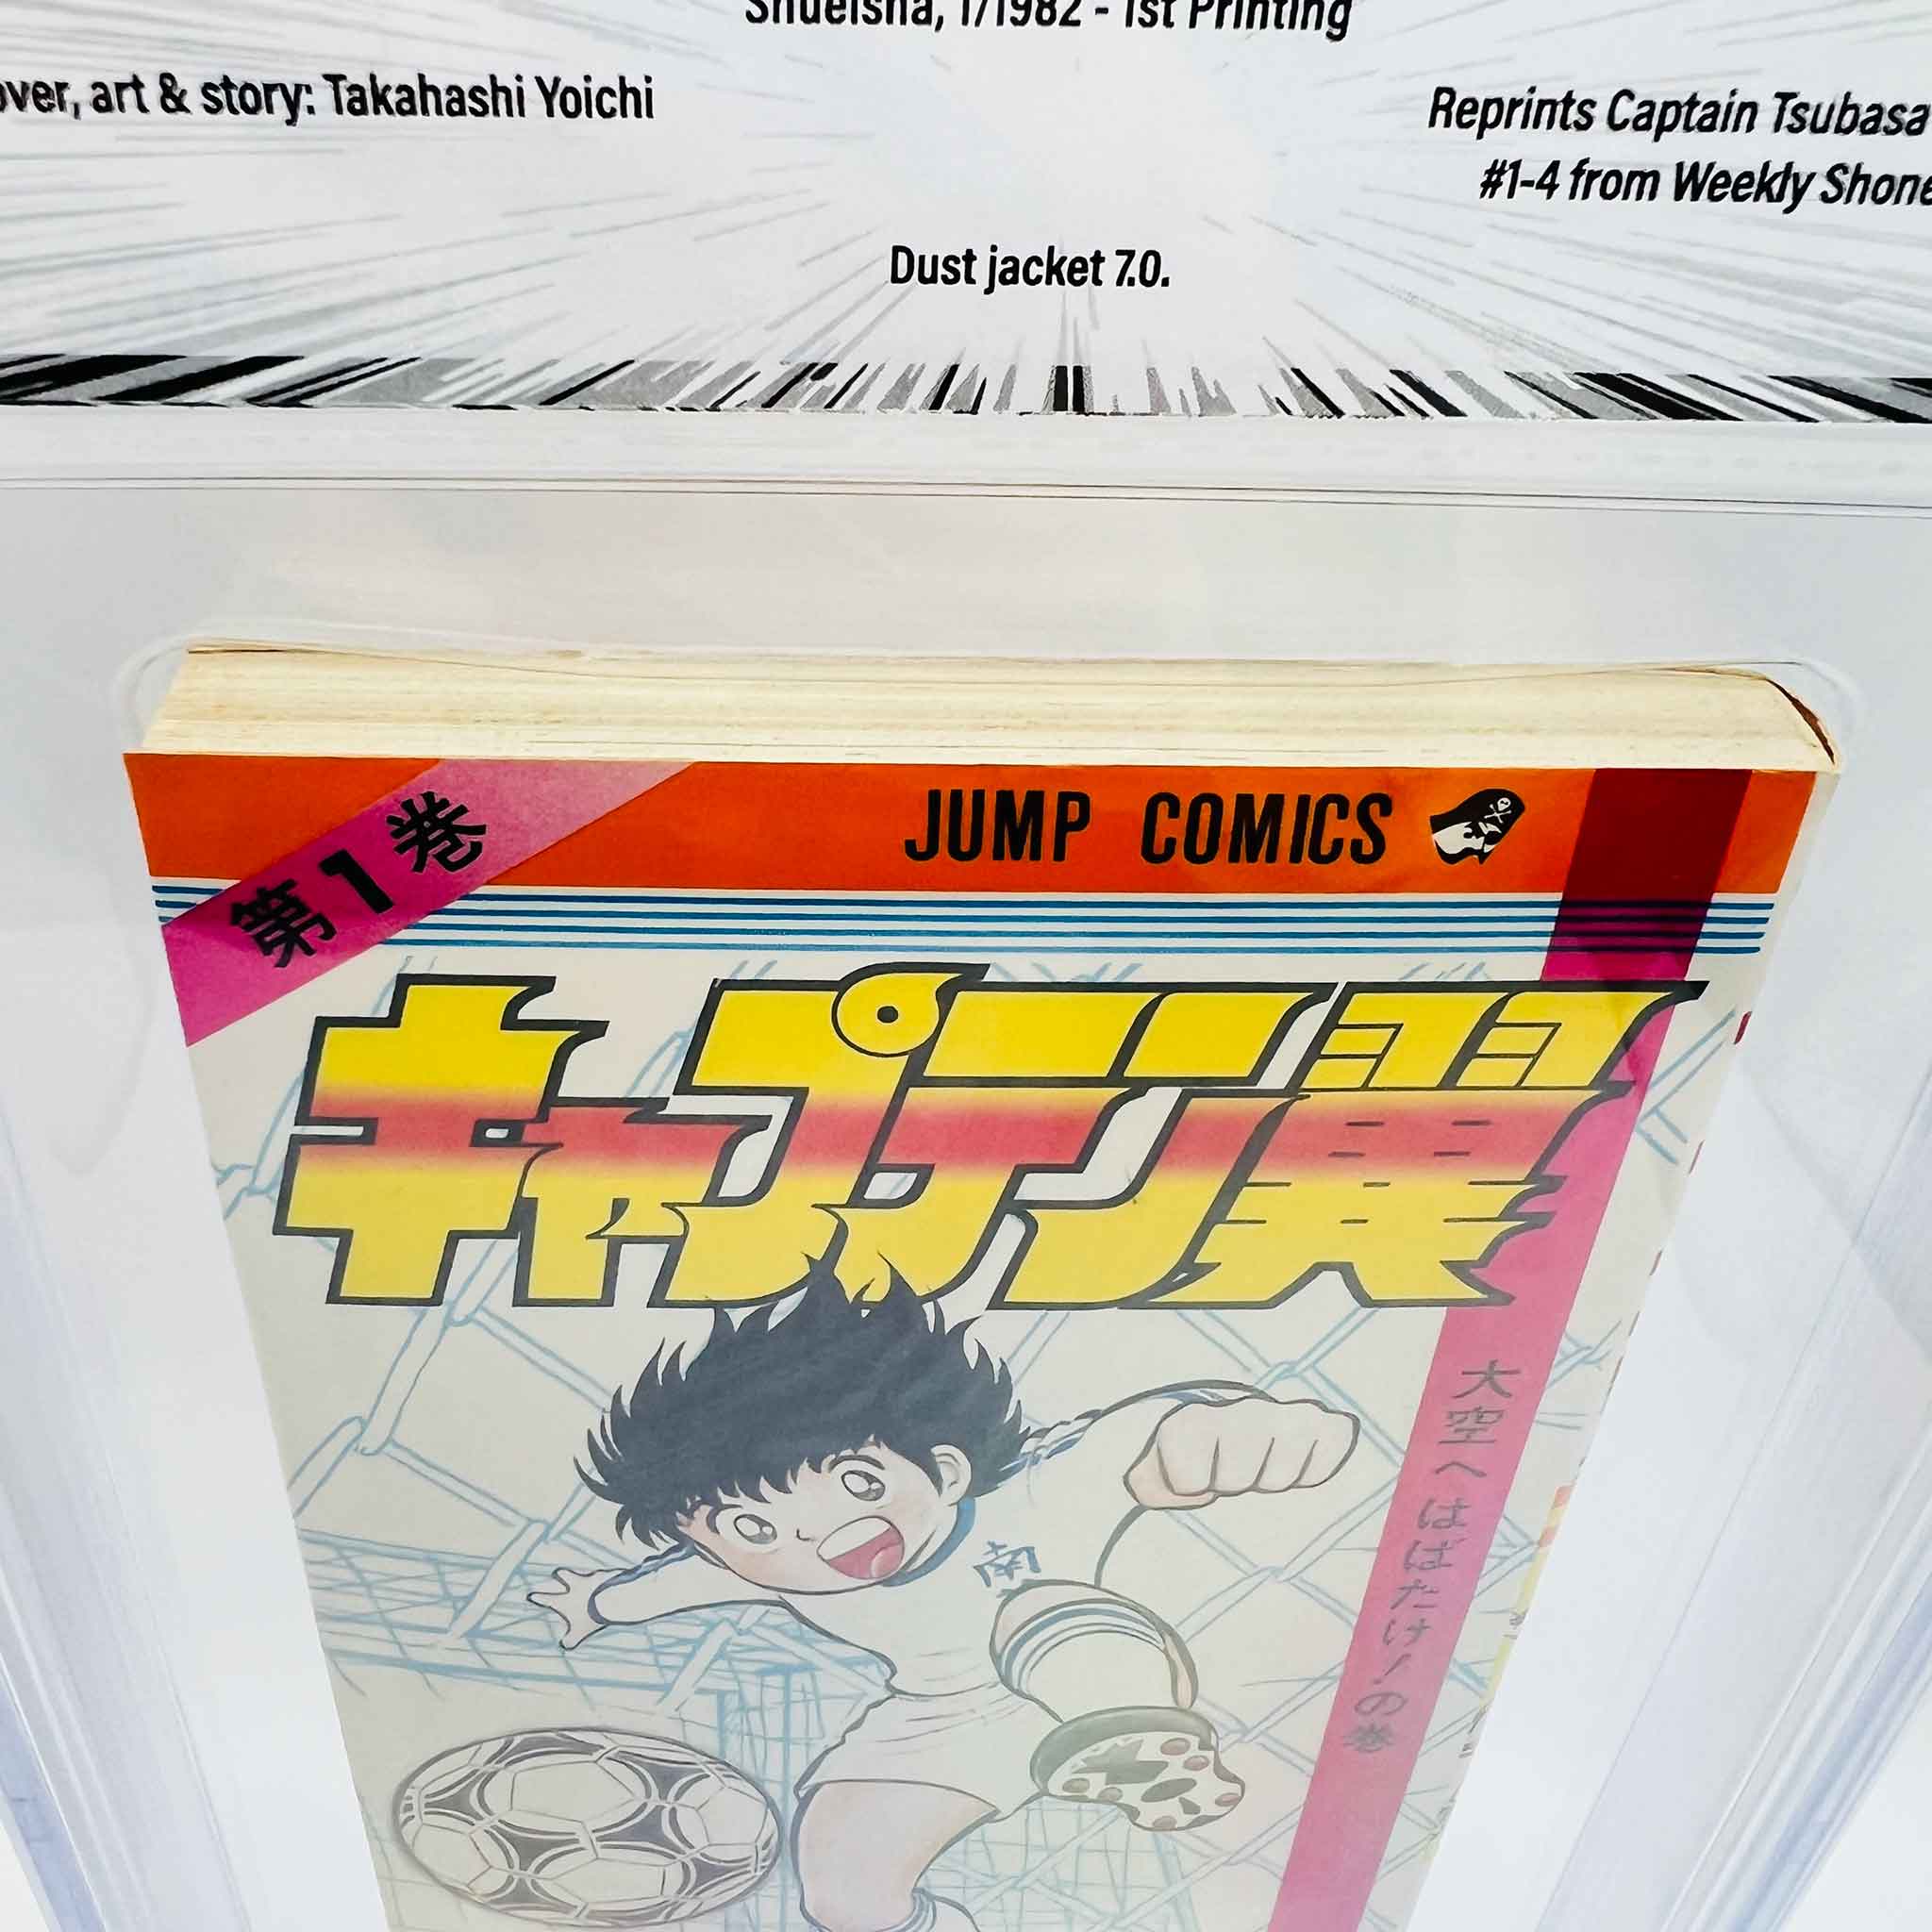 Shueisha, 1/1982 - 1st Printing
over, art & story: Takahashi Yoichi
Reprints Captain Tsubasa
#1-4 from Weekly Shone
Dust jacket 7.0.
第1巻
JUMP COMICS
キャプテン翼
大空へはばたけ!の巻
南